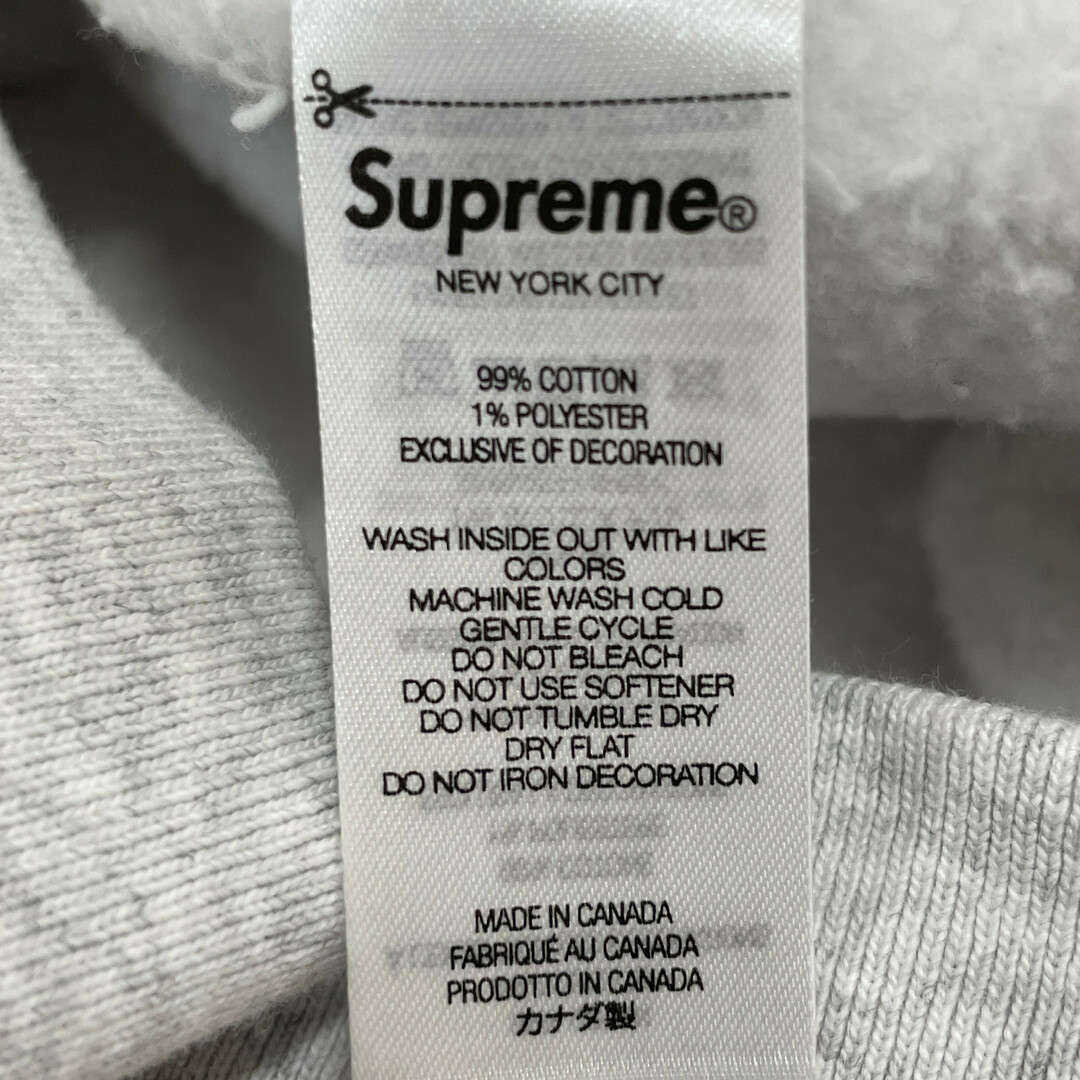 Supreme®
NEW YORK CITY
99% COTTON
1% POLYESTER
EXCLUSIVE OF DECORATION
WASH INSIDE OUT WITH LIKE
COLORS
MACHINE WASH COLD
GENTLE CYCLE
DO NOT BLEACH
DO NOT USE SOFTENER
DO NOT TUMBLE DRY
DRY FLAT
DO NOT IRON DECORATION
MADE IN CANADA
FABRIQUÉ AU CANADA
PRODOTTO IN CANADA
カナダ製